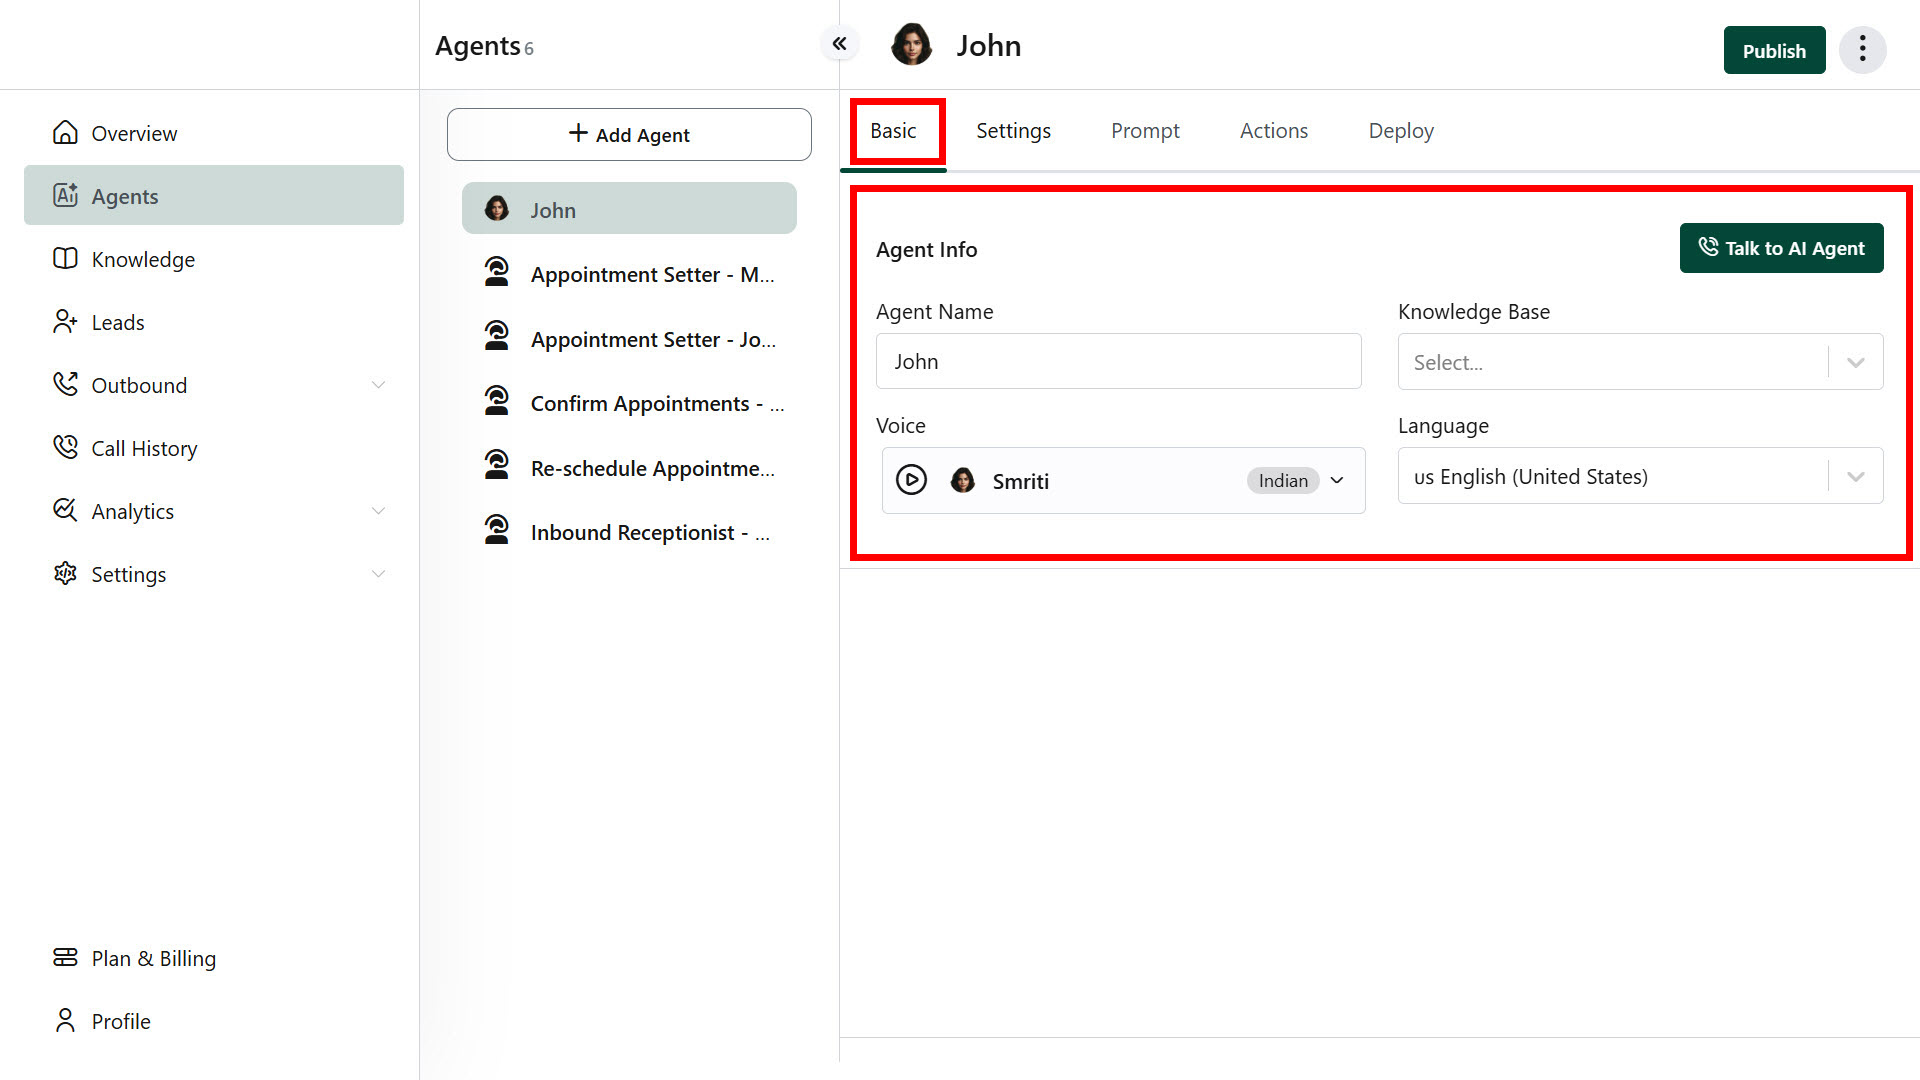 Agents 6
John
Publish
Overview
Agents
Knowledge
Leads
Outbound
Call History
Analytics
Settings
Plan & Billing
Profile
Add Agent
John
Appointment Setter - M...
Appointment Setter - Jo...
Confirm Appointments - ...
Re-schedule Appointme...
Inbound Receptionist - ...
Basic
Settings
Prompt
Actions
Deploy
Agent Info
Talk to AI Agent
Agent Name
John
Knowledge Base
Select...
Voice
Smriti
Indian
Language
us English (United States)